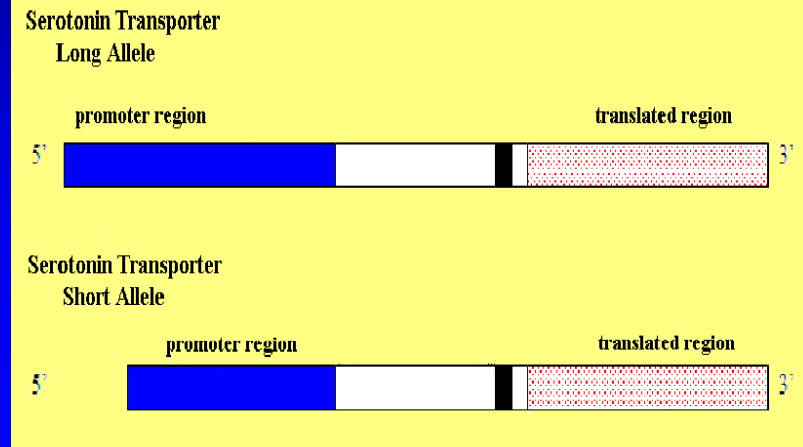 Serotonin Transporter
Long Allele
promoter region
translated region
5'
3'
Serotonin Transporter
Short Allele
promoter region
translated region
5'
3'